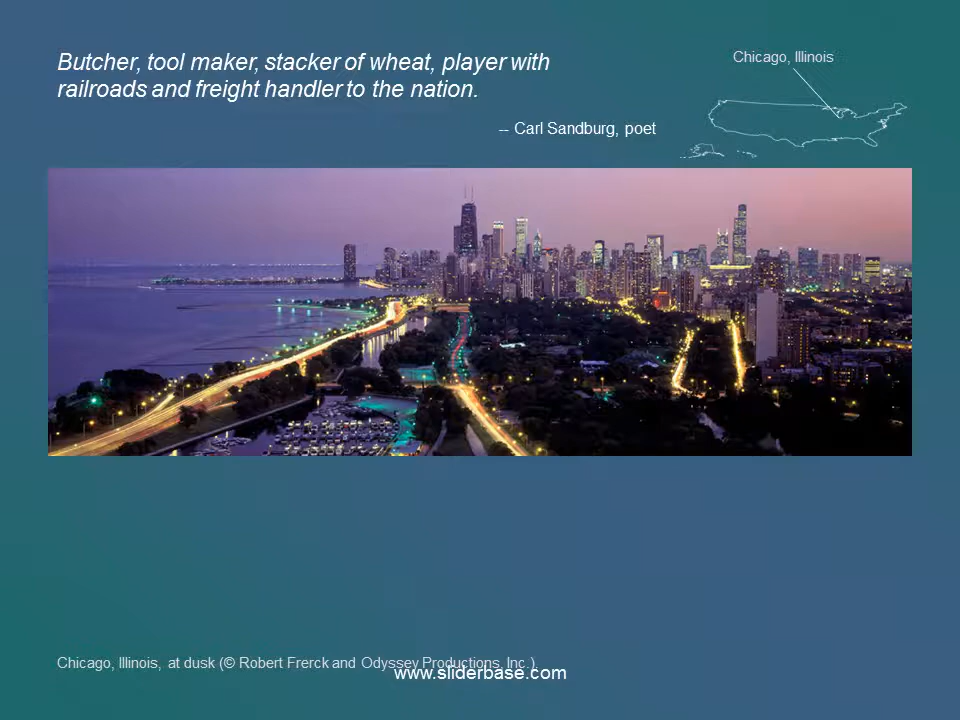 Butcher, tool maker, stacker of wheat, player with
railroads and freight handler to the nation.
-- Carl Sandburg, poet
Chicago, Illinois
Chicago, Illinois, at dusk (© Robert Frerck and Odyssey Productions, Inc.)
www.sliderbase.com